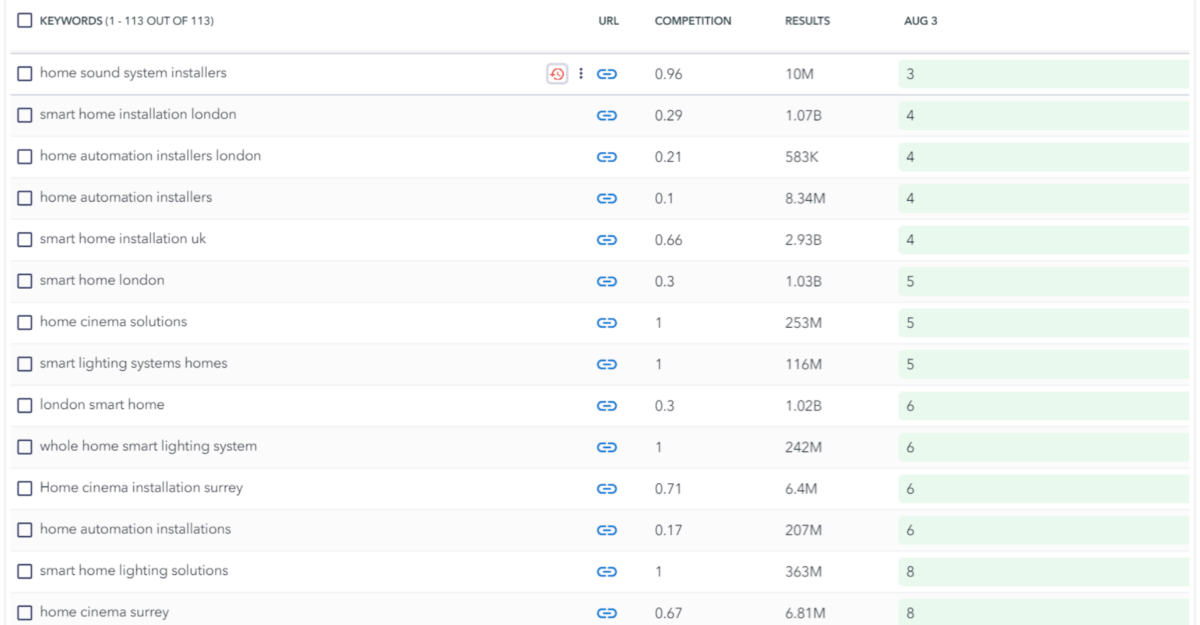 KEYWORDS (1 - 113 OUT OF 113) URL COMPETITION RESULTS AUG 3
home sound system installers 0.96 10M 3
smart home installation london 0.29 1.07B 4
home automation installers london 0.21 583K 4
home automation installers 0.1 8.34M 4
smart home installation uk 0.66 2.93B 4
smart home london 0.3 1.03B 5
home cinema solutions 1 253M 5
smart lighting systems homes 1 116M 5
london smart home 0.3 1.02B 6
whole home smart lighting system 1 242M 6
Home cinema installation surrey 0.71 6.4M 6
home automation installations 0.17 207M 6
smart home lighting solutions 1 363M 8
home cinema surrey 0.67 6.81M 8